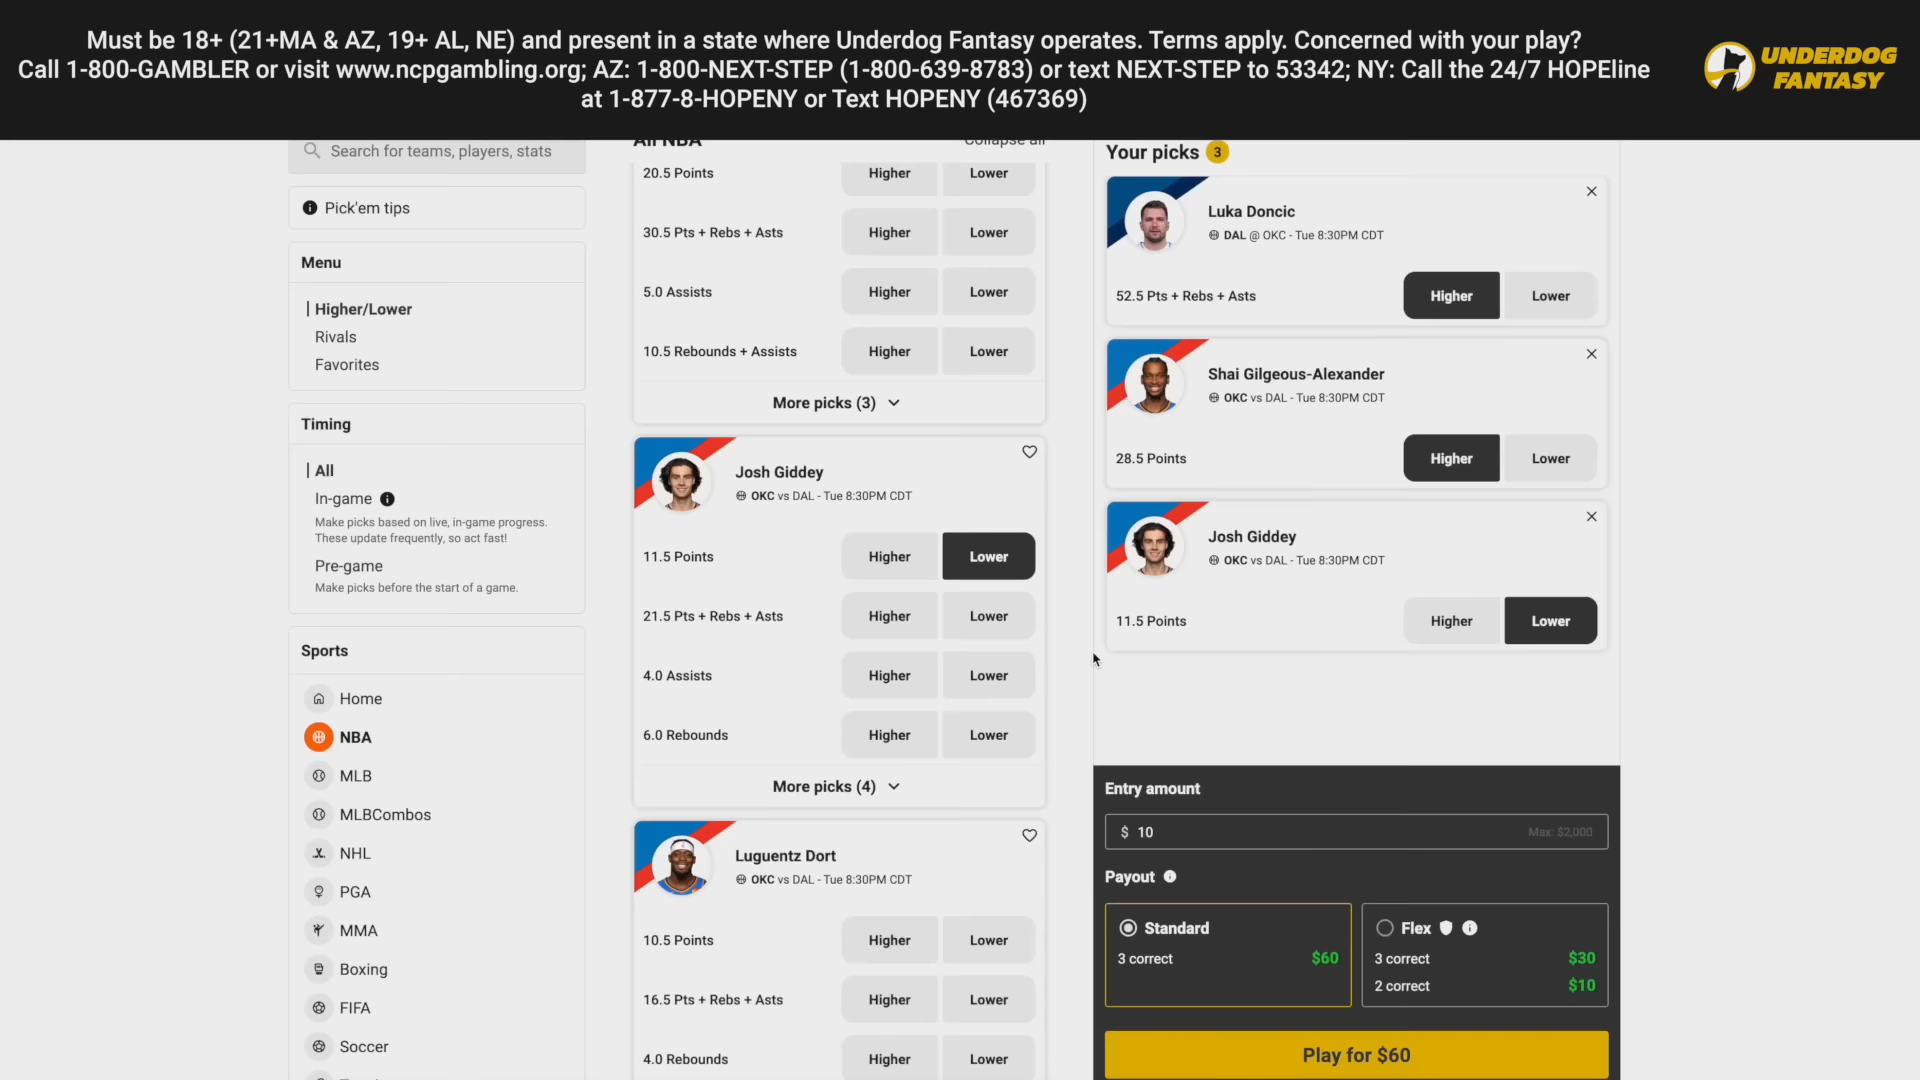 Must be 18+ (21+MA & AZ, 19+ AL, NE) and present in a state where Underdog Fantasy operates. Terms apply. Concerned with your play?
Call 1-800-GAMBLER or visit www.ncpgambling.org; AZ: 1-800-NEXT-STEP (1-800-639-8783) or text NEXT-STEP to 53342; NY: Call the 24/7 HOPEline
at 1-877-8-HOPENY or Text HOPENY (467369)
UNDERDOG
FANTASY
Search for teams, players, stats
Pick'em tips
Menu
Higher/Lower
Rivals
Favorites
Timing
All
In-game
Make picks based on live, in-game progress.
These update frequently, so act fast!
Pre-game
Make picks before the start of a game.
Sports
Home
NBA
MLB
MLBCombos
NHL
PGA
MMA
Boxing
FIFA
Soccer
All NBA
Collapse all
20.5 Points Higher Lower
30.5 Pts + Rebs + Asts Higher Lower
5.0 Assists Higher Lower
10.5 Rebounds + Assists Higher Lower
More picks (3)
Josh Giddey
OKC vs DAL - Tue 8:30PM CDT
11.5 Points Higher Lower
21.5 Pts + Rebs + Asts Higher Lower
4.0 Assists Higher Lower
6.0 Rebounds Higher Lower
More picks (4)
Luguentz Dort
OKC vs DAL - Tue 8:30PM CDT
10.5 Points Higher Lower
16.5 Pts + Rebs + Asts Higher Lower
4.0 Rebounds Higher Lower
Your picks 3
Luka Doncic
DAL @ OKC - Tue 8:30PM CDT
52.5 Pts + Rebs + Asts Higher Lower
Shai Gilgeous-Alexander
OKC vs DAL - Tue 8:30PM CDT
28.5 Points Higher Lower
Josh Giddey
OKC vs DAL - Tue 8:30PM CDT
11.5 Points Higher Lower
Entry amount
$ 10 Max: $2,000
Payout
Standard
3 correct $60
Flex
3 correct $30
2 correct $10
Play for $60